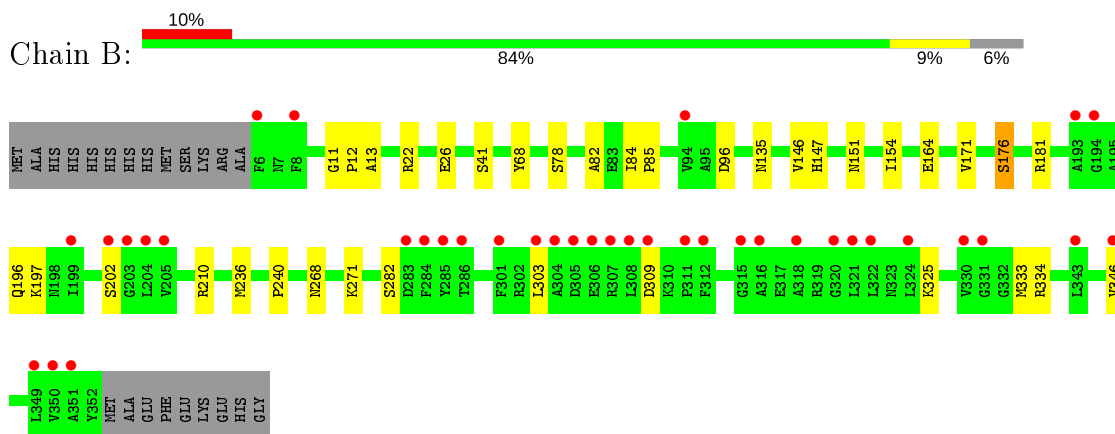 10%
Chain B:
84% 9% 6%
MET ALA HIS HIS HIS HIS HIS HIS MET SER LYS ARG ALA F6 N7 F8 G11 P12 A13 R22 E26 S41 Y68 S78 A82 E83 I84 P85 V94 A95 D96 N135 V146 H147 N151 I154 E164 V171 S176 R181 A193 G194 A195
Q196 K197 N198 I199 S202 G203 L204 V205 R210 M236 P240 N268 K271 S282 D283 F284 Y285 T286 F301 R302 L303 A304 D305 E306 R307 L308 D309 K310 P311 F312 G315 A316 E317 A318 R319 G320 L321 L322 N323 L324 K325 V330 G331 G332 M333 R334 L343 V346
L349 V350 A351 Y352 MET ALA GLU PHE GLU LYS GLU HIS GLY